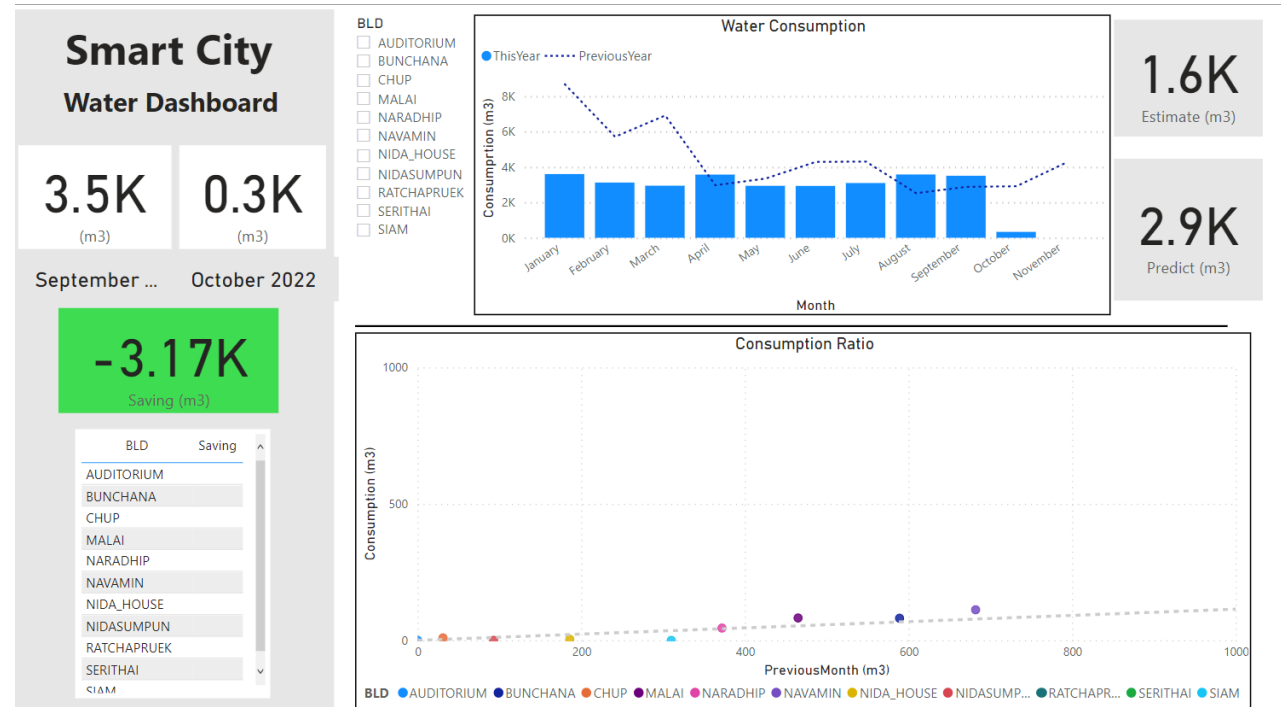 Smart City
Water Dashboard
3.5K
(m3)
0.3K
(m3)
September ...
October 2022
-3.17K
Saving (m3)
BLD Saving
AUDITORIUM
BUNCHANA
CHUP
MALAI
NARADHIP
NAVAMIN
NIDA_HOUSE
NIDASUMPUN
RATCHAPRUEK
SERITHAI
SIAM
BLD
AUDITORIUM
BUNCHANA
CHUP
MALAI
NARADHIP
NAVAMIN
NIDA_HOUSE
NIDASUMPUN
RATCHAPRUEK
SERITHAI
SIAM
Water Consumption
ThisYear PreviousYear
Consumprtion (m3)
8K
6K
4K
2K
0K
January February March April May June July August September October November
Month
1.6K
Estimate (m3)
2.9K
Predict (m3)
Consumption Ratio
Consumption (m3)
1000
500
0
0 200 400 600 800 1000
PreviousMonth (m3)
BLD AUDITORIUM BUNCHANA CHUP MALAI NARADHIP NAVAMIN NIDA_HOUSE NIDASUMP... RATCHAPR... SERITHAI SIAM